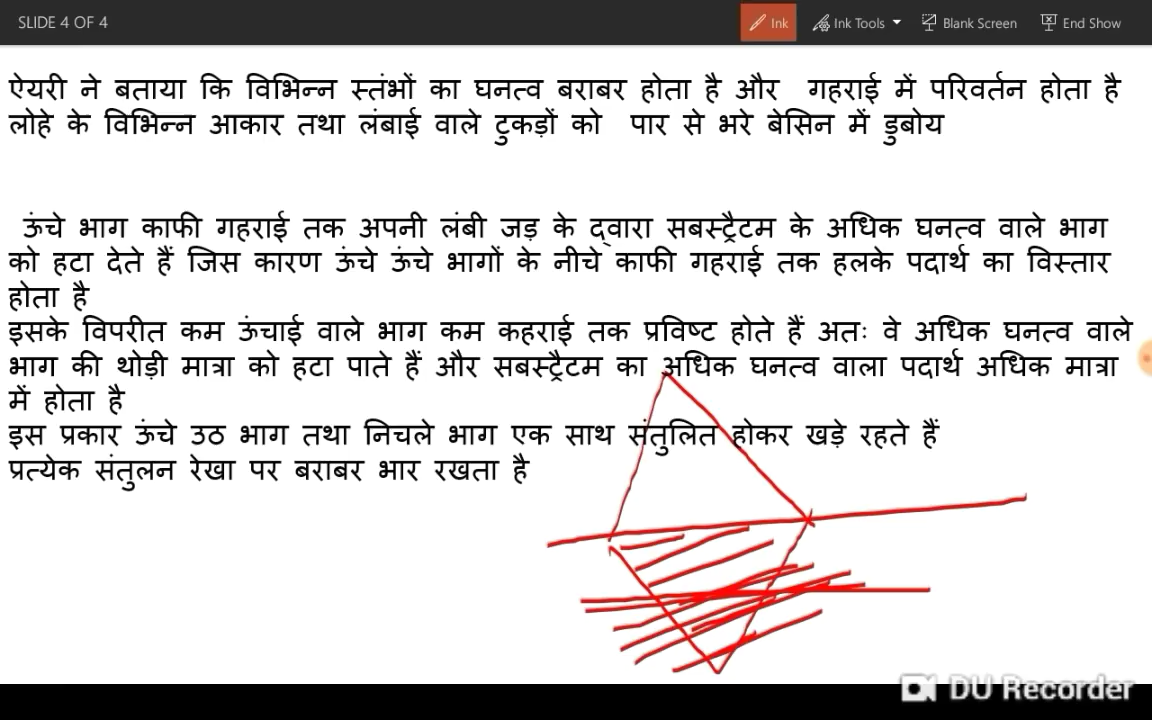 SLIDE 4 OF 4
Ink
Ink Tools
Blank Screen
End Show
ऐयरी ने बताया कि विभिन्न स्तंभों का घनत्व बराबर होता है और गहराई में परिवर्तन होता है
लोहे के विभिन्न आकार तथा लंबाई वाले टुकड़ों को पार से भरे बेसिन में डुबोय
ऊंचे भाग काफी गहराई तक अपनी लंबी जड़ के द्वारा सबस्ट्रैटम के अधिक घनत्व वाले भाग
को हटा देते हैं जिस कारण ऊंचे ऊंचे भागों के नीचे काफी गहराई तक हलके पदार्थ का विस्तार
होता है
इसके विपरीत कम ऊंचाई वाले भाग कम कहराई तक प्रविष्ट होते हैं अतः वे अधिक घनत्व वाले
भाग की थोड़ी मात्रा को हटा पाते हैं और सबस्ट्रैटम का अधिक घनत्व वाला पदार्थ अधिक मात्रा
में होता है
इस प्रकार ऊंचे उठ भाग तथा निचले भाग एक साथ संतुलित होकर खड़े रहते हैं
प्रत्येक संतुलन रेखा पर बराबर भार रखता है
DU Recorder